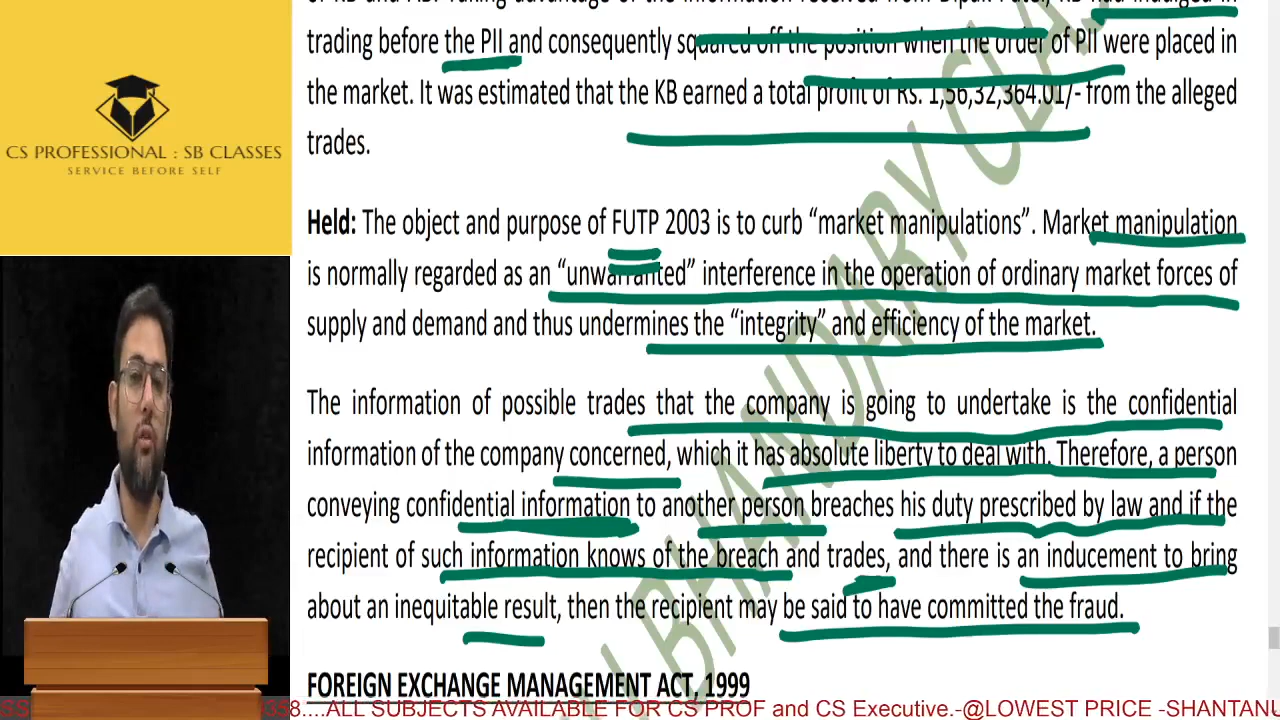 trading before the PII and consequently squared off the position when the order of PII were placed in
the market. It was estimated that the KB earned a total profit of Rs. 1,56,32,364.01/- from the alleged
trades.
CS PROFESSIONAL : SB CLASSES
SERVICE BEFORE SELF
Held: The object and purpose of FUTP 2003 is to curb “market manipulations”. Market manipulation
is normally regarded as an “unwarranted” interference in the operation of ordinary market forces of
supply and demand and thus undermines the “integrity” and efficiency of the market.
The information of possible trades that the company is going to undertake is the confidential
information of the company concerned, which it has absolute liberty to deal with. Therefore, a person
conveying confidential information to another person breaches his duty prescribed by law and if the
recipient of such information knows of the breach and trades, and there is an inducement to bring
about an inequitable result, then the recipient may be said to have committed the fraud.
FOREIGN EXCHANGE MANAGEMENT ACT, 1999
358....ALL SUBJECTS AVAILABLE FOR CS PROF and CS Executive.-@LOWEST PRICE -SHANTANU